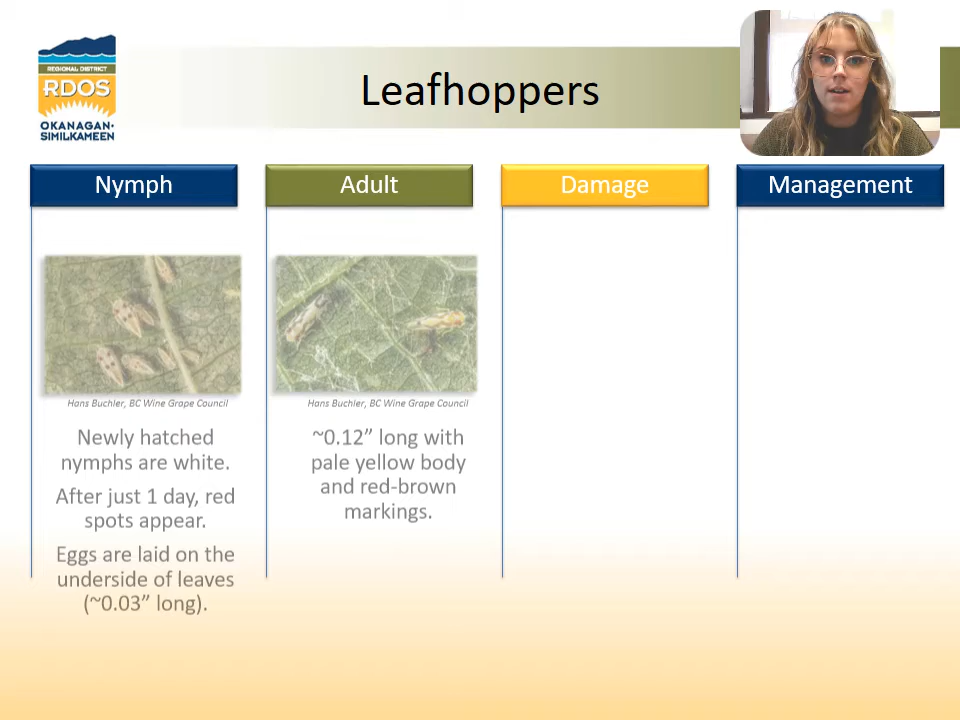 REGIONAL DISTRICT
RDOS
OKANAGAN·
SIMILKAMEEN
Leafhoppers
Nymph
Adult
Damage
Management
Hans Buchler, BC Wine Grape Council
Newly hatched
nymphs are white.
After just 1 day, red
spots appear.
Eggs are laid on the
underside of leaves
(~0.03” long).
Hans Buchler, BC Wine Grape Council
~0.12” long with
pale yellow body
and red-brown
markings.